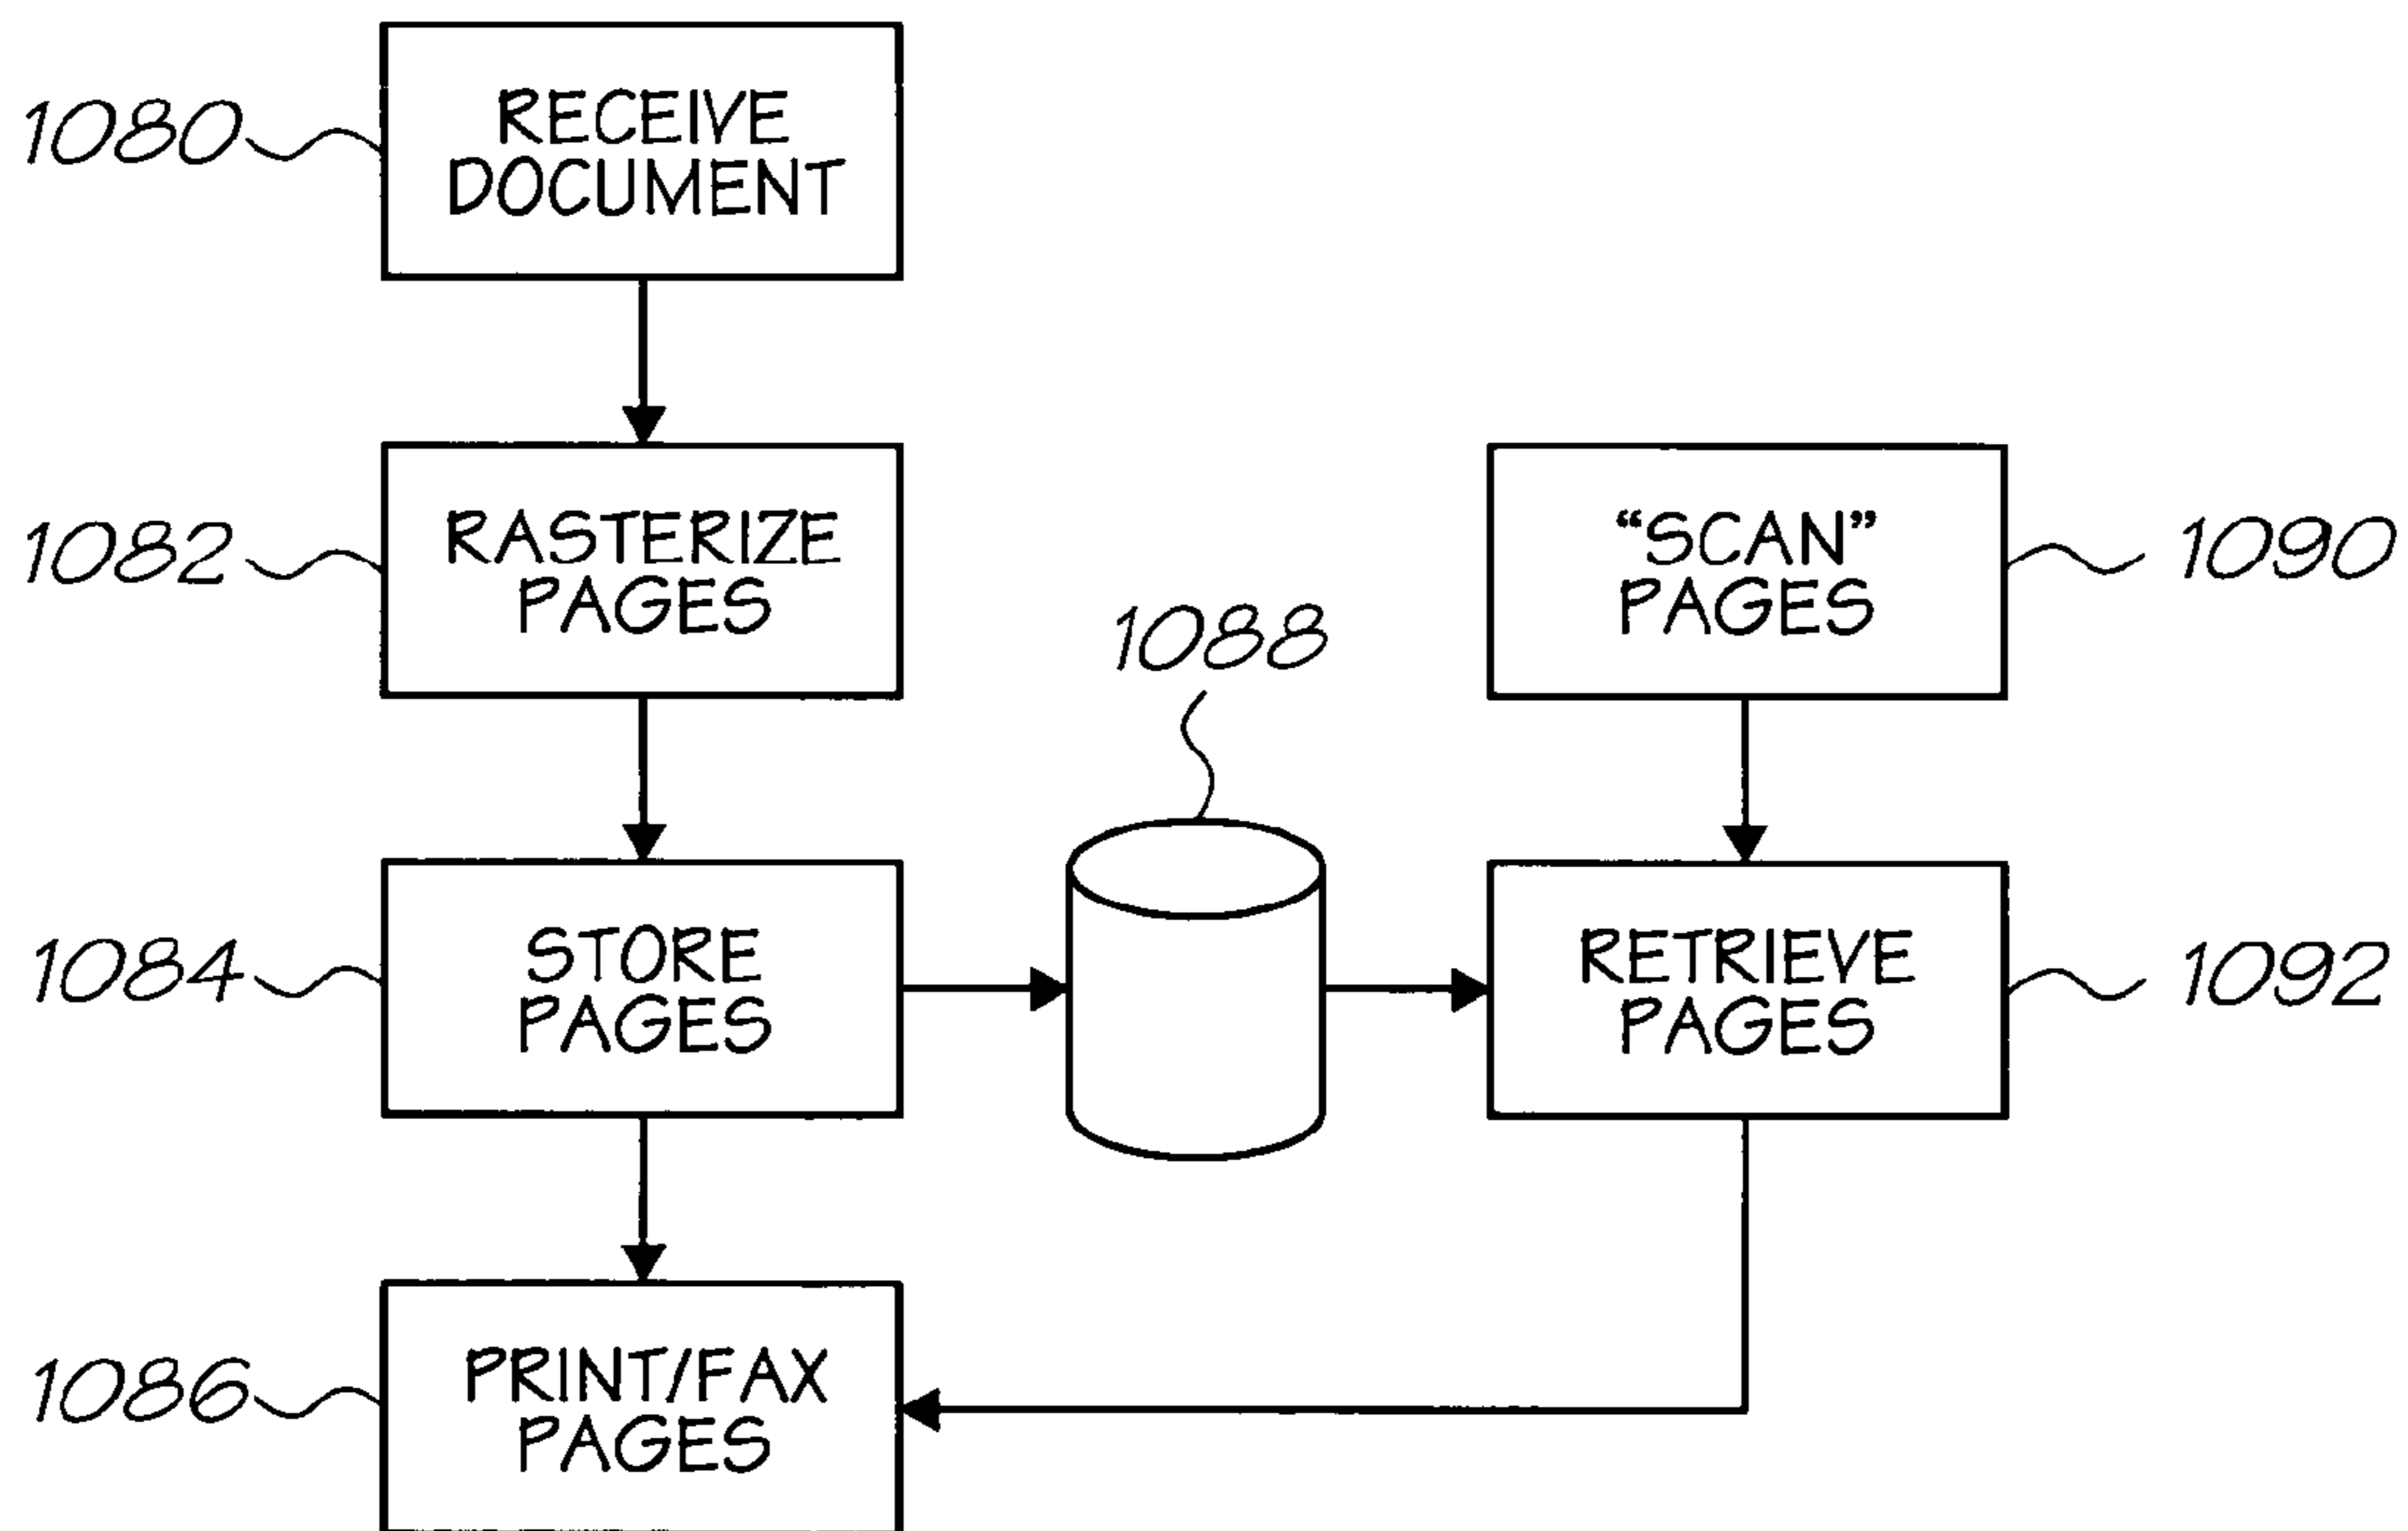 1080
RECEIVE
DOCUMENT
1082
RASTERIZE
PAGES
"SCAN"
PAGES
1090
1088
1084
STORE
PAGES
RETRIEVE
PAGES
1092
1086
PRINT/FAX
PAGES